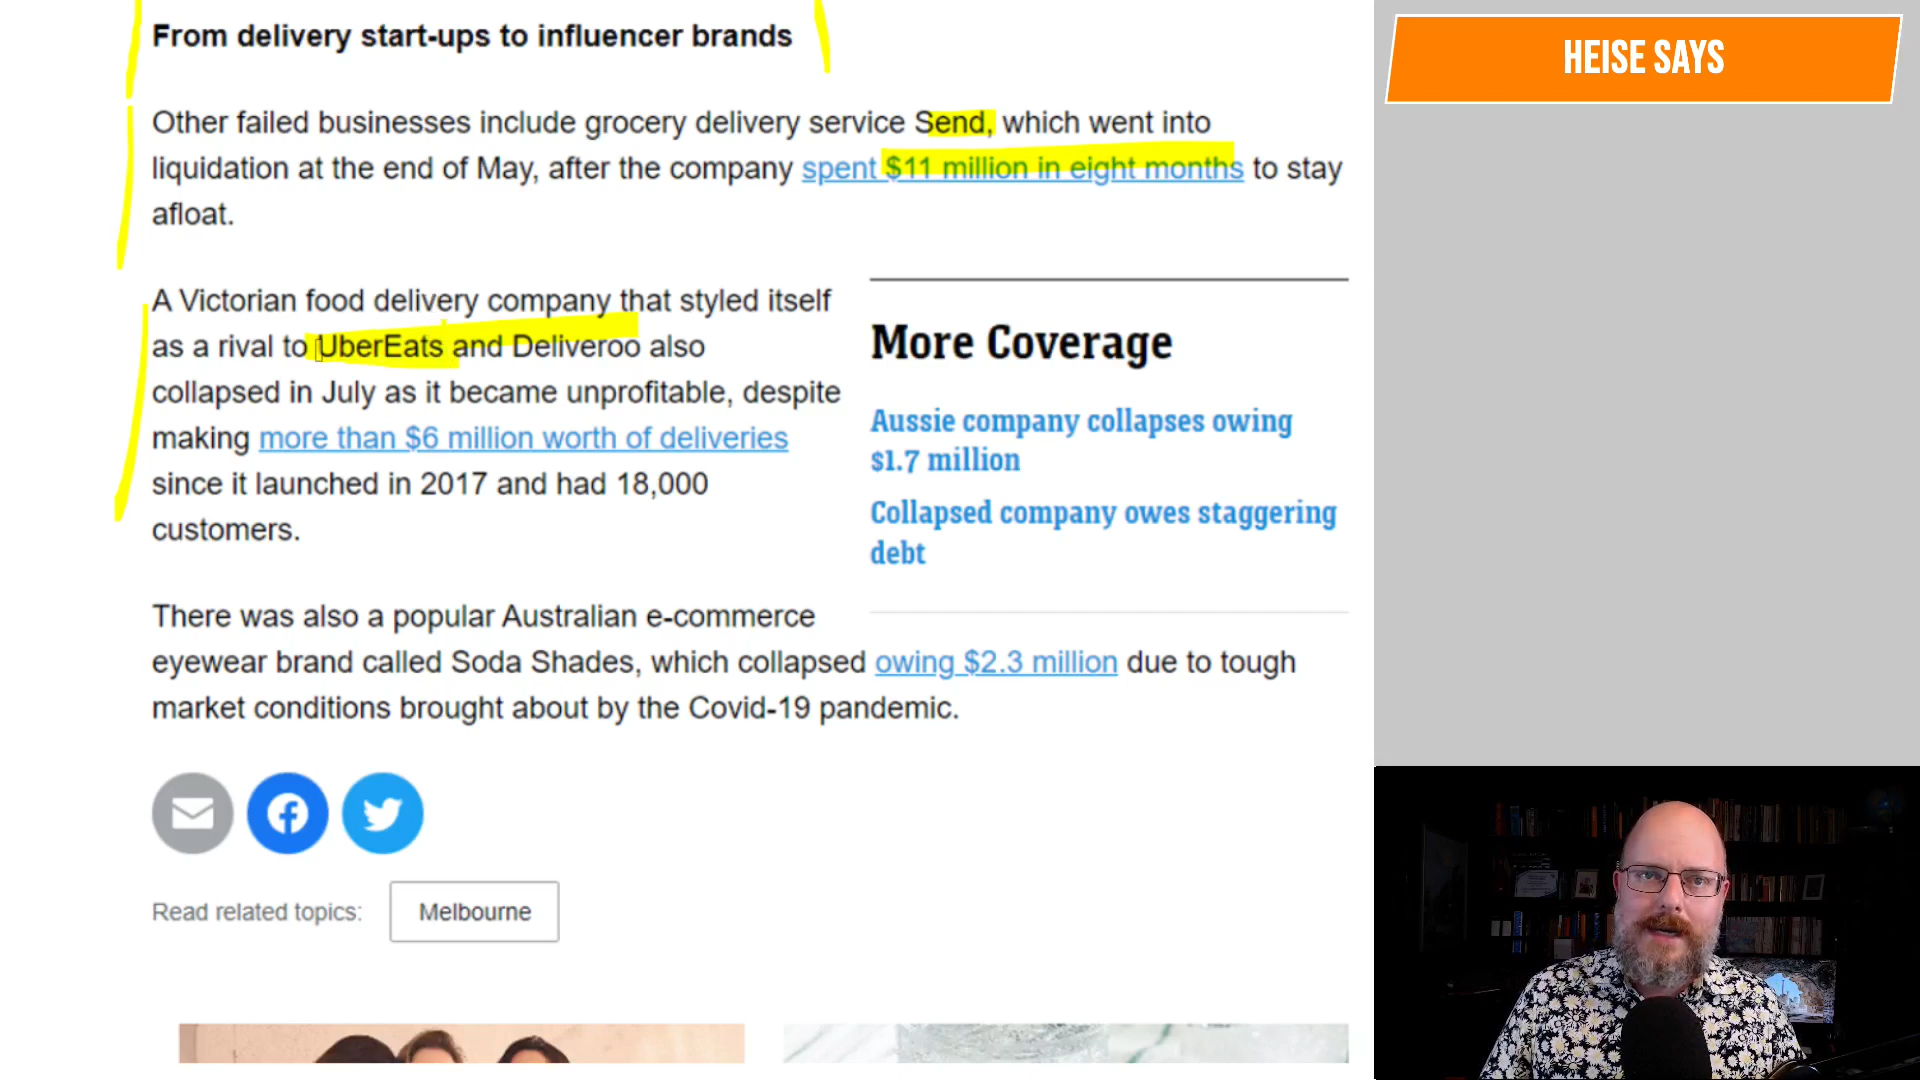 From delivery start-ups to influencer brands
HEISE SAYS
Other failed businesses include grocery delivery service Send, which went into
liquidation at the end of May, after the company spent $11 million in eight months to stay
afloat.
A Victorian food delivery company that styled itself
as a rival to UberEats and Deliveroo also
collapsed in July as it became unprofitable, despite
making more than $6 million worth of deliveries
since it launched in 2017 and had 18,000
customers.
More Coverage
Aussie company collapses owing
$1.7 million
Collapsed company owes staggering
debt
There was also a popular Australian e-commerce
eyewear brand called Soda Shades, which collapsed owing $2.3 million due to tough
market conditions brought about by the Covid-19 pandemic.
Read related topics:
Melbourne